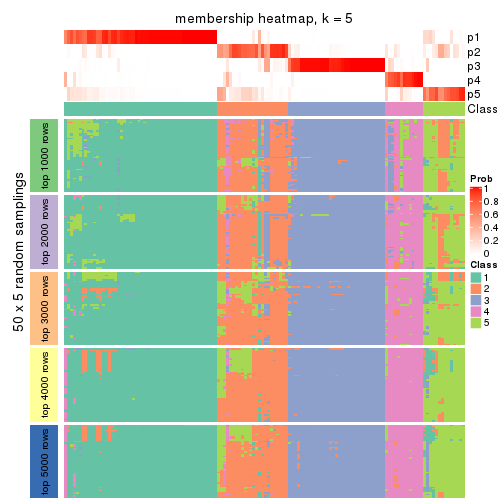 membership heatmap, k = 5
p1
p2
p3
p4
p5
Class
50 x 5 random samplings
top 1000 rows
top 2000 rows
top 3000 rows
top 4000 rows
top 5000 rows
Prob
1
0.8
0.6
0.4
0.2
0
Class
1
2
3
4
5